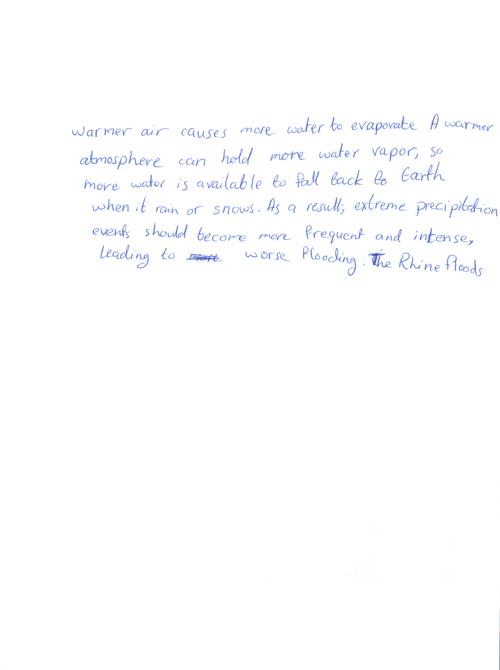 warmer air causes more water to evaporate A warmer
atmosphere can hold more water vapor, so
more water is available to fall back to Earth
when it rain or snows. As a result, extreme precipitation
events should become more frequent and intense,
leading to worse flooding. The Rhine floods